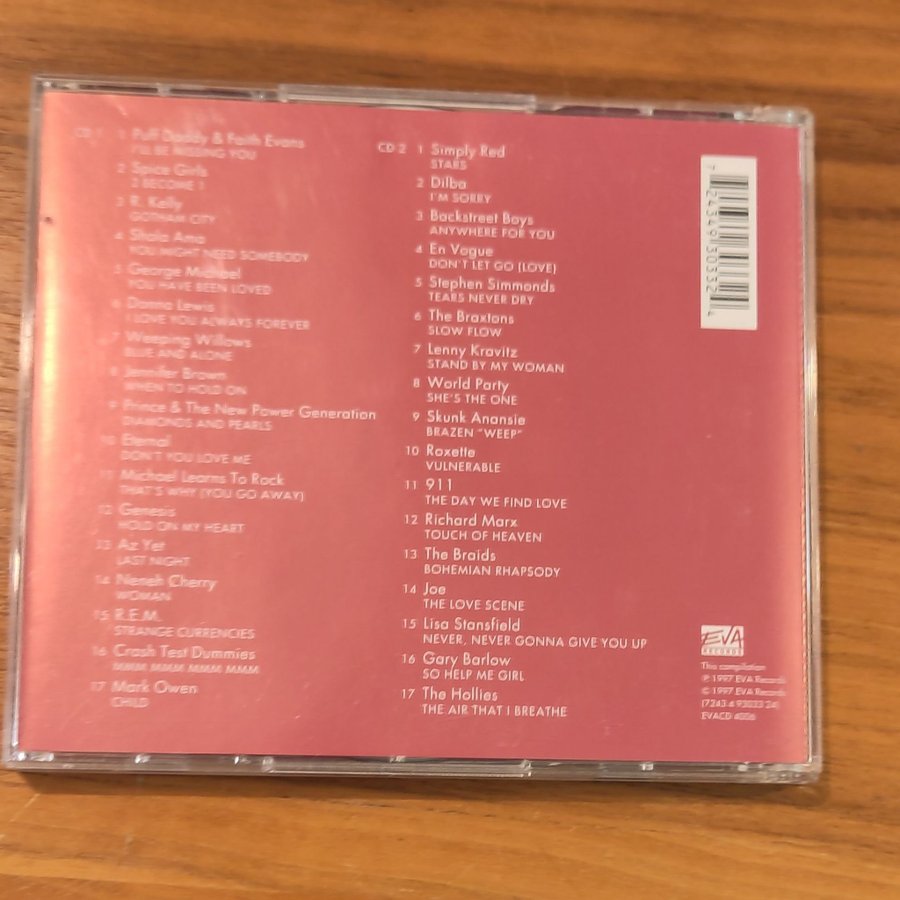 CD 1 1 Puff Daddy & Faith Evans
I'LL BE MISSING YOU
2 Spice Girls
2 BECOME 1
3 R. Kelly
GOTHAM CITY
4 Shola Ama
YOU MIGHT NEED SOMEBODY
5 George Michael
YOU HAVE BEEN LOVED
6 Donna Lewis
I LOVE YOU ALWAYS FOREVER
7 Weeping Willows
BLUE AND ALONE
8 Jennifer Brown
WHEN TO HOLD ON
9 Prince & The New Power Generation
DIAMONDS AND PEARLS
10 Eternal
DON'T YOU LOVE ME
11 Michael Learns To Rock
THAT'S WHY (YOU GO AWAY)
12 Genesis
HOLD ON MY HEART
13 Az Yet
LAST NIGHT
14 Neneh Cherry
WOMAN
15 R.E.M.
STRANGE CURRENCIES
16 Crash Test Dummies
MMM MMM MMM MMM
17 Mark Owen
CHILD
CD 2 1 Simply Red
STARS
2 Dilba
I'M SORRY
3 Backstreet Boys
ANYWHERE FOR YOU
4 En Vogue
DON'T LET GO (LOVE)
5 Stephen Simmonds
TEARS NEVER DRY
6 The Braxtons
SLOW FLOW
7 Lenny Kravitz
STAND BY MY WOMAN
8 World Party
SHE'S THE ONE
9 Skunk Anansie
BRAZEN "WEEP"
10 Roxette
VULNERABLE
11 911
THE DAY WE FIND LOVE
12 Richard Marx
TOUCH OF HEAVEN
13 The Braids
BOHEMIAN RHAPSODY
14 Joe
THE LOVE SCENE
15 Lisa Stansfield
NEVER, NEVER GONNA GIVE YOU UP
16 Gary Barlow
SO HELP ME GIRL
17 The Hollies
THE AIR THAT I BREATHE
7 24349 30332 4
EVA
RECORDS
This compilation
℗ 1997 EVA Records
© 1997 EVA Records
(7243 4 93033 24)
EVACD 4006